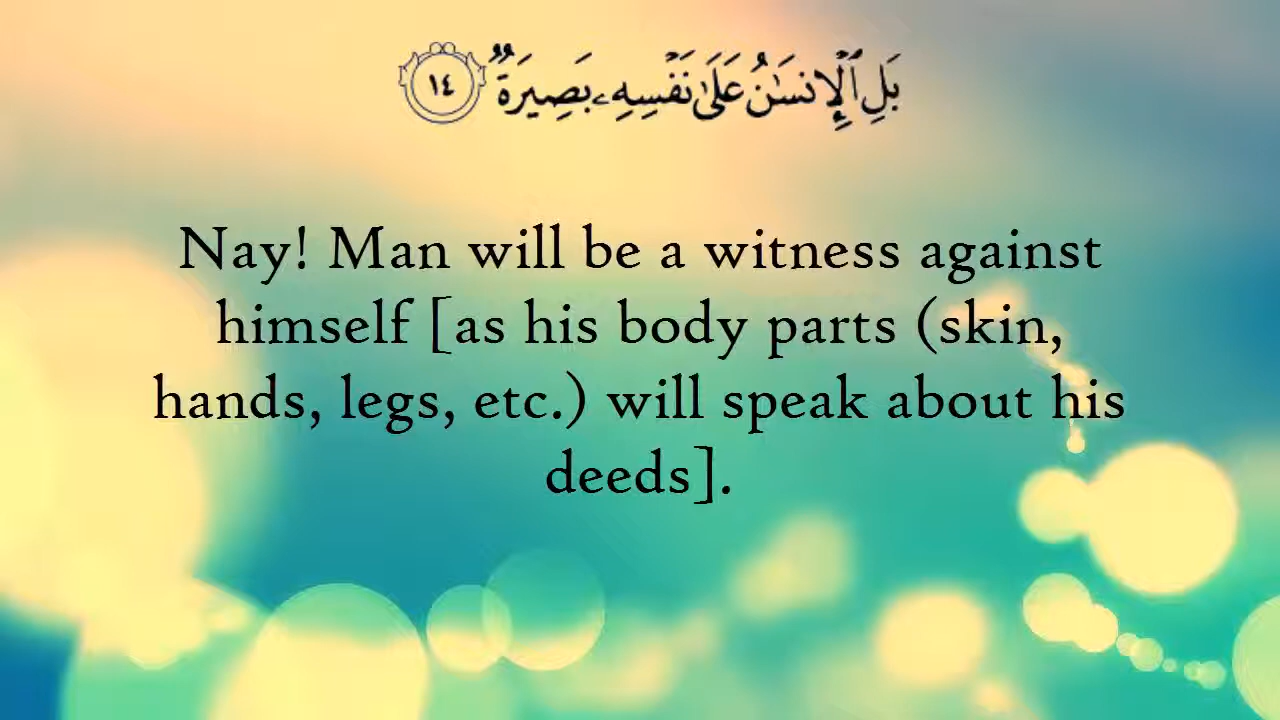 بَلِ ٱلْإِنسَـٰنُ عَلَىٰ نَفْسِهِۦ بَصِيرَةٌۭ ١٤
Nay! Man will be a witness against
himself [as his body parts (skin,
hands, legs, etc.) will speak about his
deeds].